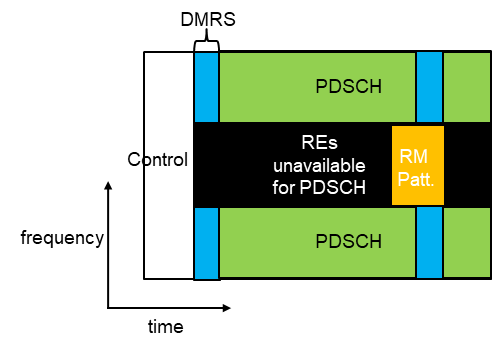 DMRS
PDSCH
Control
REs
unavailable
for PDSCH
RM
Patt.
frequency
PDSCH
time